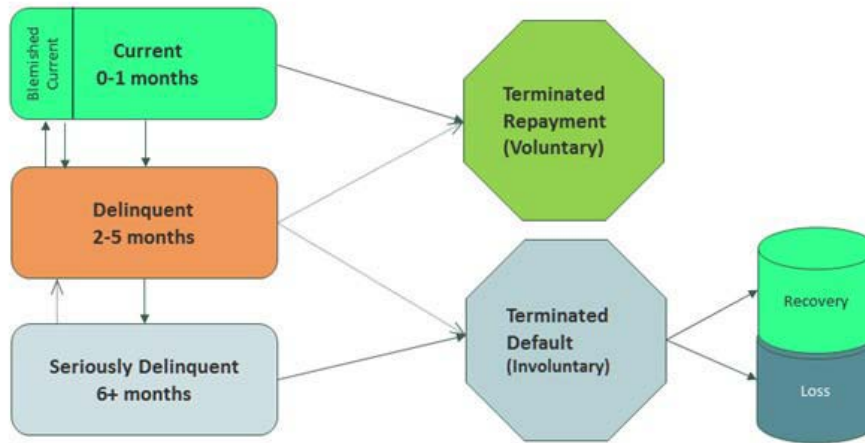 Blemished
Current
Current
0-1 months
Terminated
Repayment
(Voluntary)
Delinquent
2-5 months
Terminated
Default
(Involuntary)
Recovery
Loss
Seriously Delinquent
6+ months